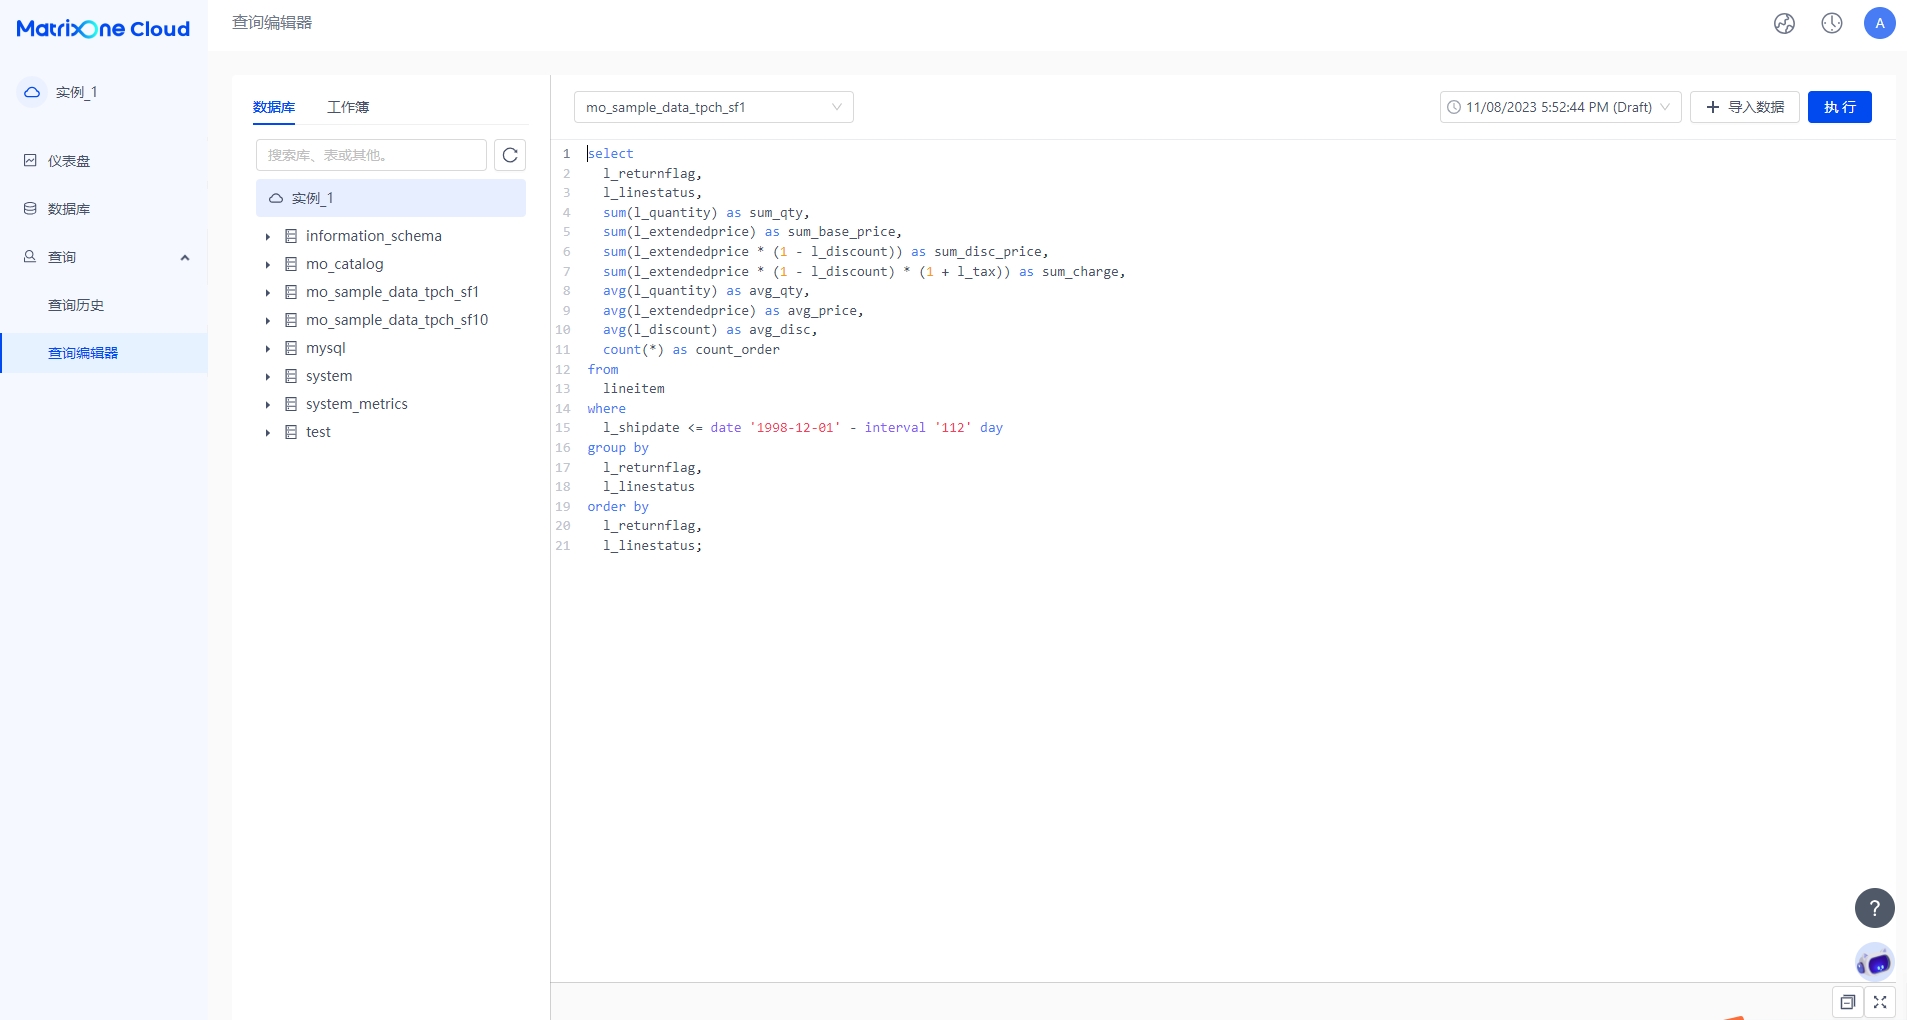 MatrixOne Cloud
查询编辑器
A
实例_1
仪表盘
数据库
查询
查询历史
查询编辑器
数据库 工作簿
搜索库、表或其他。
实例_1
information_schema
mo_catalog
mo_sample_data_tpch_sf1
mo_sample_data_tpch_sf10
mysql
system
system_metrics
test
mo_sample_data_tpch_sf1
11/08/2023 5:52:44 PM (Draft)
导入数据
执 行
1 select
2 l_returnflag,
3 l_linestatus,
4 sum(l_quantity) as sum_qty,
5 sum(l_extendedprice) as sum_base_price,
6 sum(l_extendedprice * (1 - l_discount)) as sum_disc_price,
7 sum(l_extendedprice * (1 - l_discount) * (1 + l_tax)) as sum_charge,
8 avg(l_quantity) as avg_qty,
9 avg(l_extendedprice) as avg_price,
10 avg(l_discount) as avg_disc,
11 count(*) as count_order
12 from
13 lineitem
14 where
15 l_shipdate <= date '1998-12-01' - interval '112' day
16 group by
17 l_returnflag,
18 l_linestatus
19 order by
20 l_returnflag,
21 l_linestatus;
?